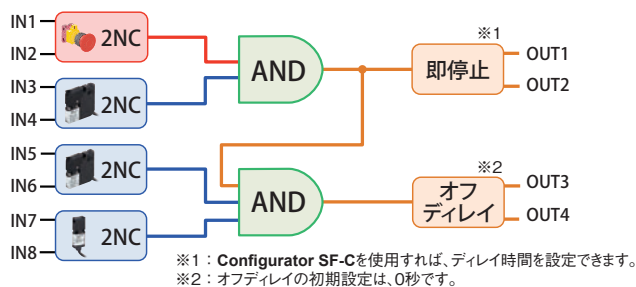 ※1
IN1
2NC
AND
即停止
OUT1
IN2
OUT2
IN3
2NC
IN4
※2
IN5
2NC
AND
オフ
ディレイ
OUT3
IN6
OUT4
IN7
2NC
IN8
※1：Configurator SF-Cを使用すれば、ディレイ時間を設定できます。
※2：オフディレイの初期設定は、0秒です。